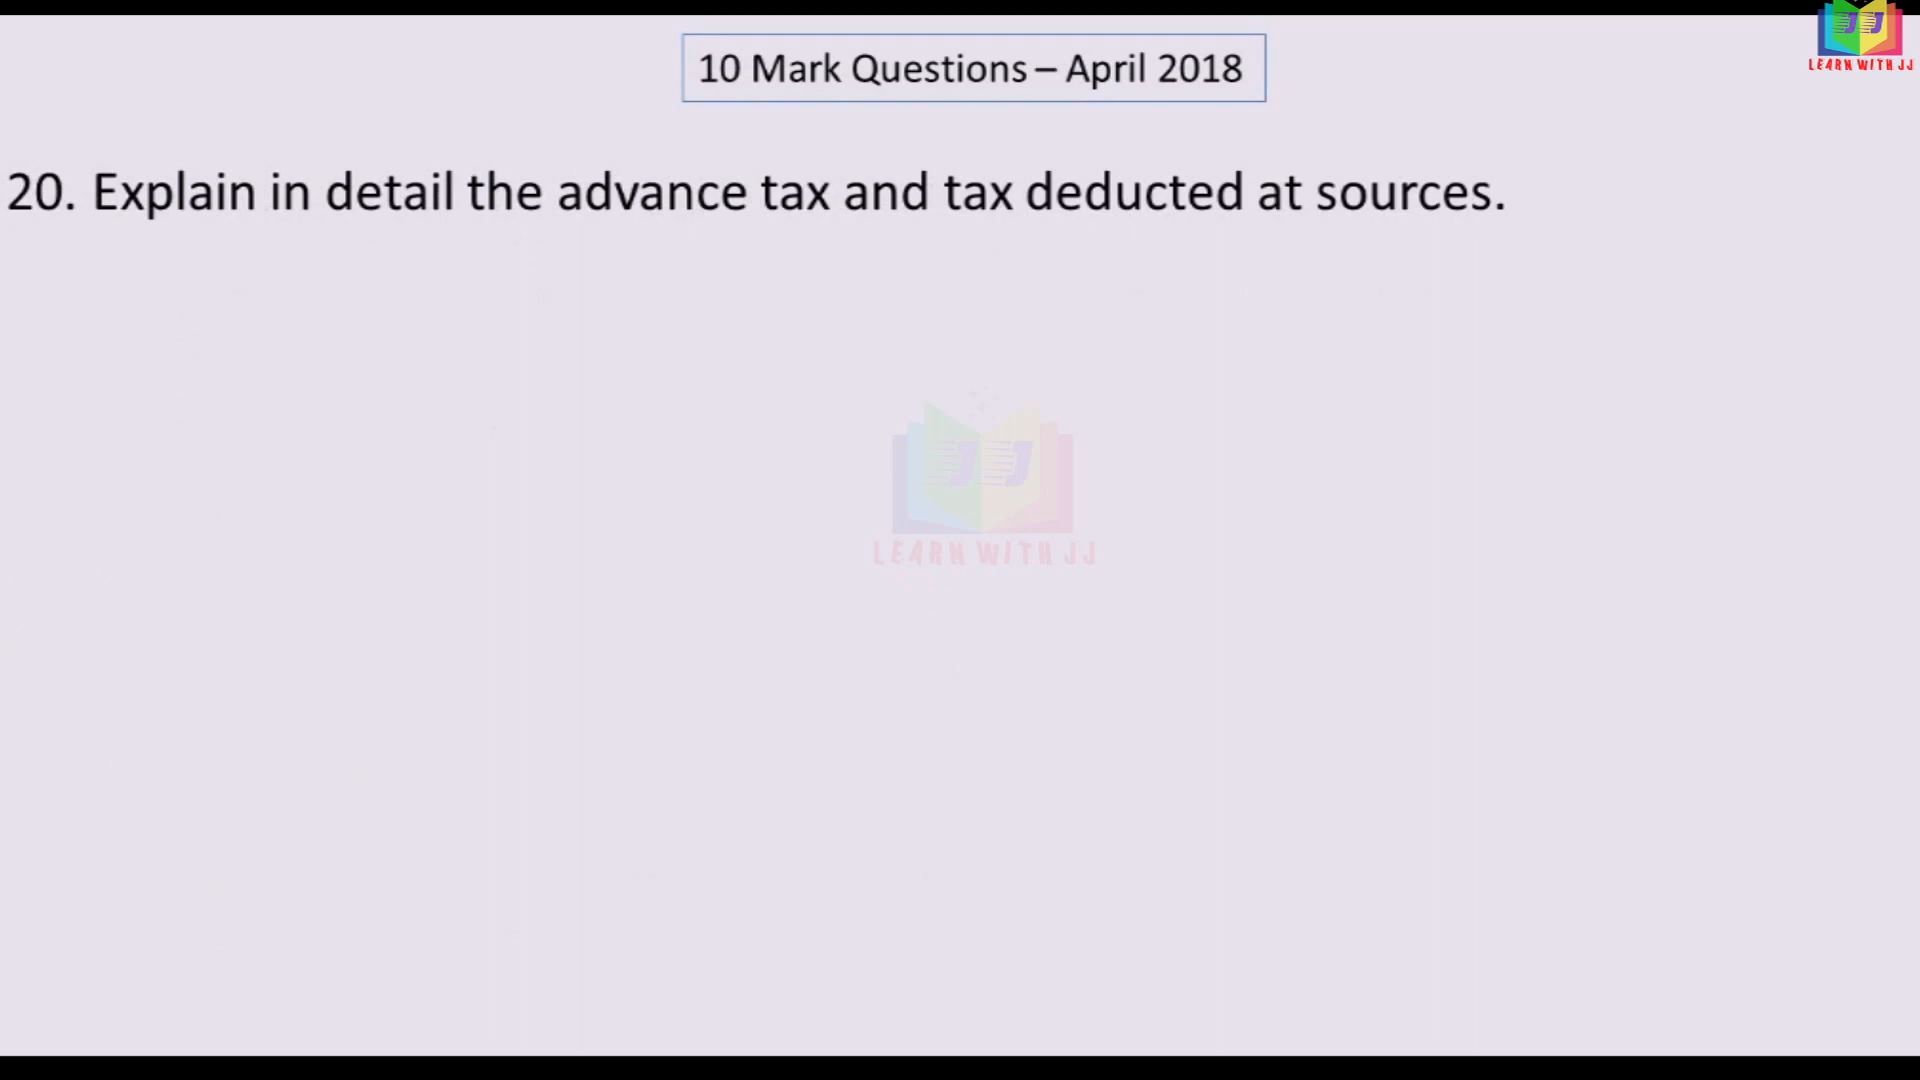 LEARN WITH JJ
10 Mark Questions – April 2018
20. Explain in detail the advance tax and tax deducted at sources.
JJ
LEARN WITH JJ